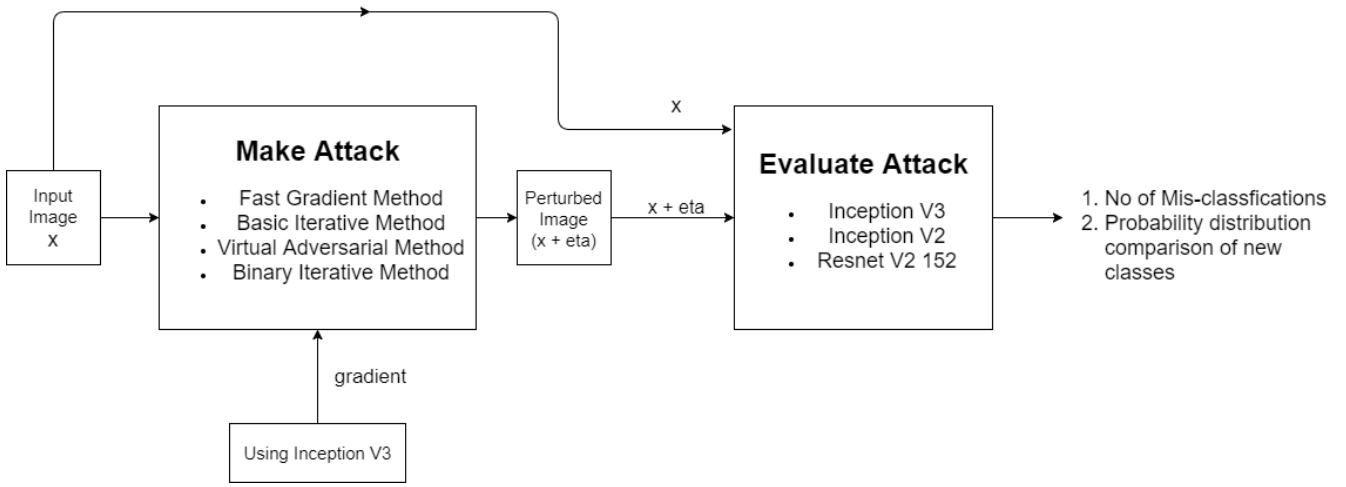 x
Make Attack
Evaluate Attack
Input
Image
x
• Fast Gradient Method
• Basic Iterative Method
• Virtual Adversarial Method
• Binary Iterative Method
Perturbed
Image
(x + eta)
x + eta
• Inception V3
• Inception V2
• Resnet V2 152
1. No of Mis-classfications
2. Probability distribution
comparison of new
classes
gradient
Using Inception V3